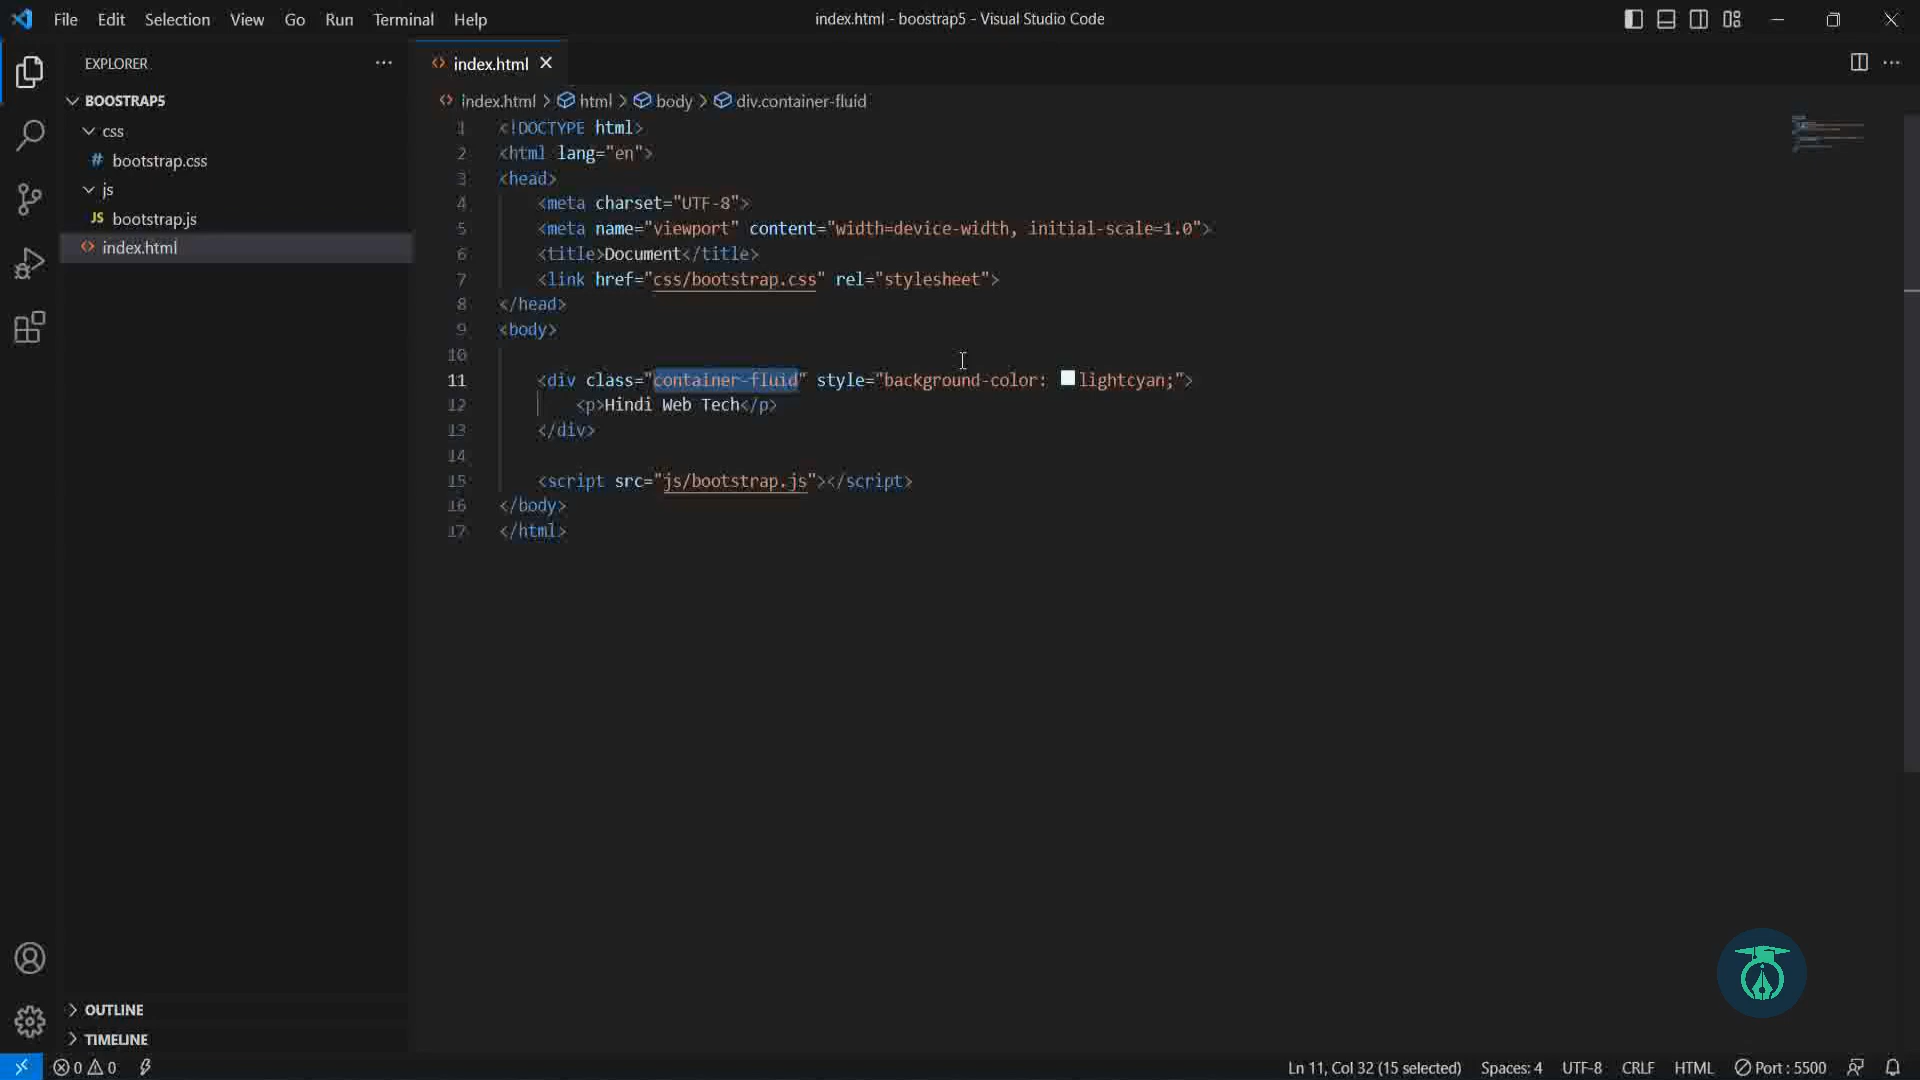 File Edit Selection View Go Run Terminal Help
index.html - boostrap5 - Visual Studio Code
EXPLORER
BOOSTRAP5
css
# bootstrap.css
js
JS bootstrap.js
index.html
OUTLINE
TIMELINE
index.html
index.html > html > body > div.container-fluid
1 <!DOCTYPE html>
2 <html lang="en">
3 <head>
4 <meta charset="UTF-8">
5 <meta name="viewport" content="width=device-width, initial-scale=1.0">
6 <title>Document</title>
7 <link href="css/bootstrap.css" rel="stylesheet">
8 </head>
9 <body>
10
11 <div class="container-fluid" style="background-color: lightcyan;">
12 <p>Hindi Web Tech</p>
13 </div>
14
15 <script src="js/bootstrap.js"></script>
16 </body>
17 </html>
0 0 Ln 11, Col 32 (15 selected) Spaces: 4 UTF-8 CRLF HTML Port : 5500